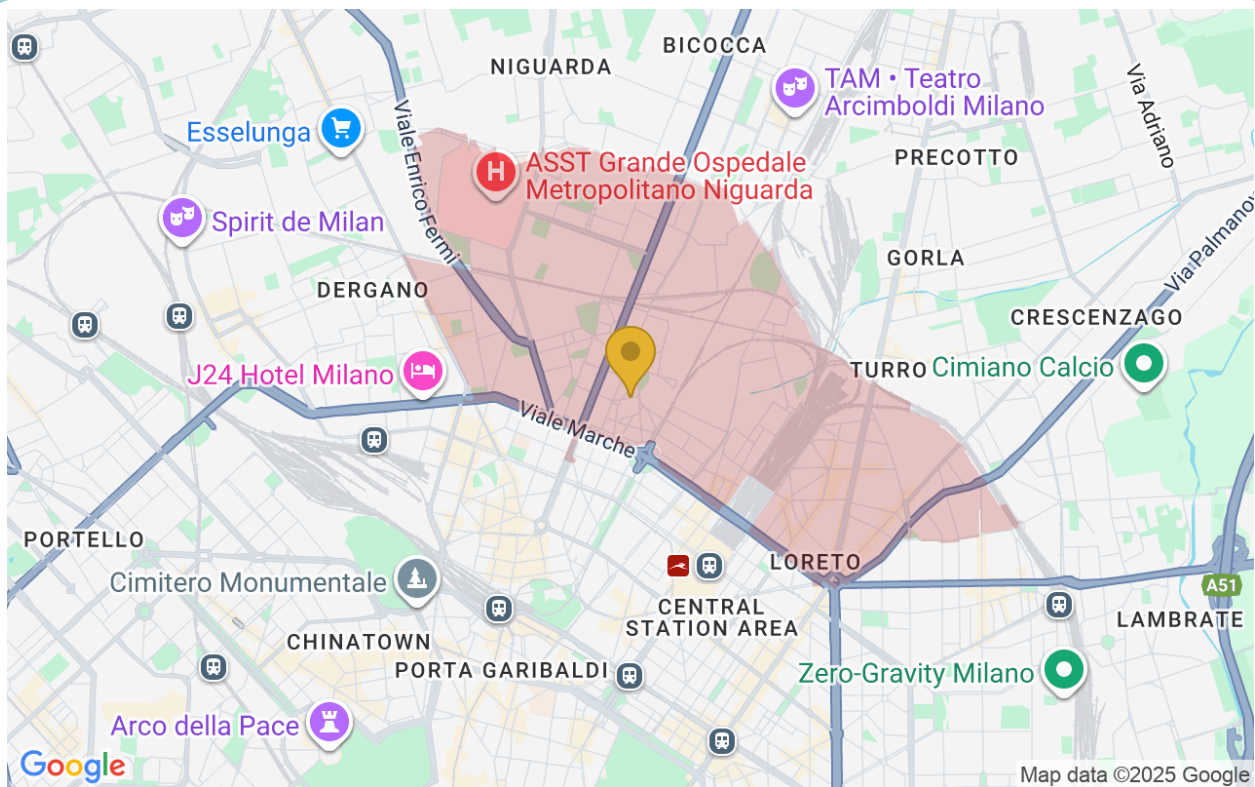 BICOCCA
NIGUARDA
TAM • Teatro
Arcimboldi Milano
Via Adriano
Esselunga
Viale Enrico Fermi
H
ASST Grande Ospedale
Metropolitano Niguarda
PRECOTTO
Spirit de Milan
Via Palmanov
GORLA
DERGANO
CRESCENZAGO
J24 Hotel Milano
TURRO
Cimiano Calcio
Viale Marche
PORTELLO
LORETO
Cimitero Monumentale
A51
CENTRAL
STATION AREA
LAMBRATE
CHINATOWN
PORTA GARIBALDI
Zero-Gravity Milano
Arco della Pace
Google
Map data ©2025 Google